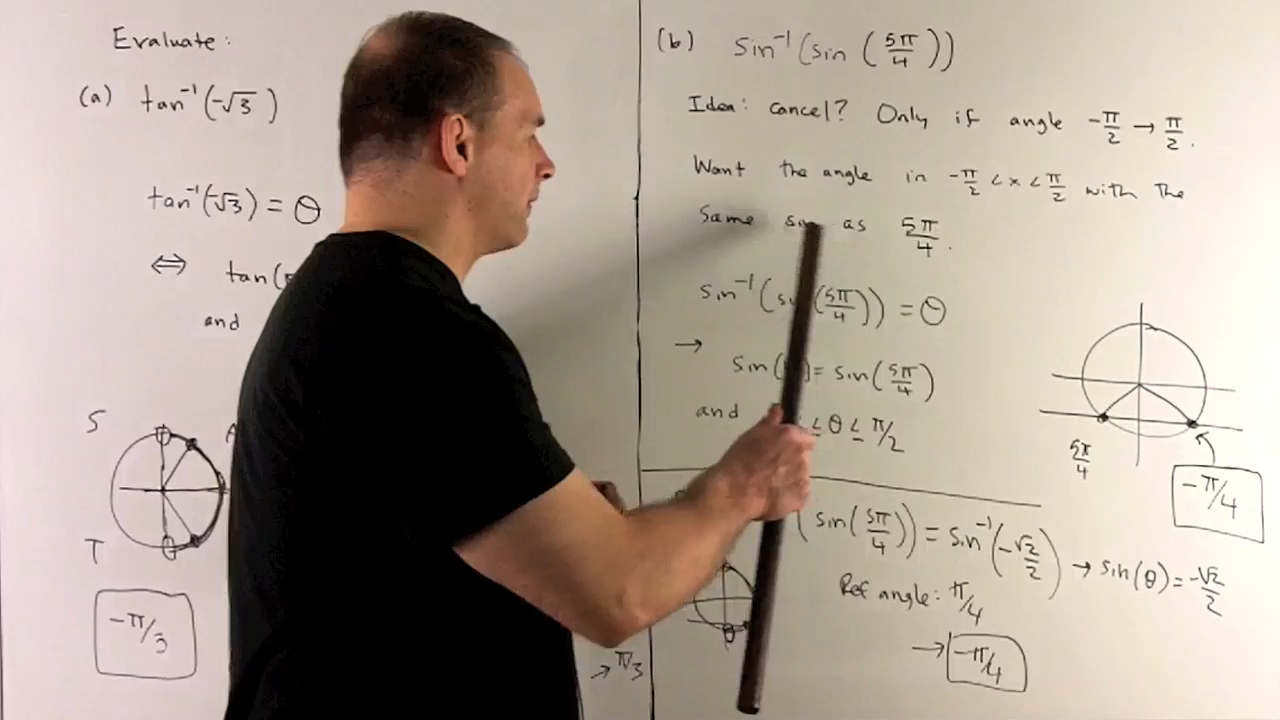 Evaluate:
(a) tan⁻¹(-√3)
tan⁻¹(-√3) = θ
⇔ tan(
and
S
A
T
-π/3
→ π/3
(b) sin⁻¹(sin(5π/4))
Idea: cancel? Only if angle -π/2 → π/2.
Want the angle in -π/2 < x < π/2 with the
Same sin as 5π/4.
sin⁻¹(sin(5π/4)) = θ
→ sin( ) = sin(5π/4)
and ≤ θ ≤ π/2
5π/4
-π/4
(sin(5π/4)) = sin⁻¹(-√2/2) → sin(θ) = -√2/2
Ref angle: π/4
→ -π/4